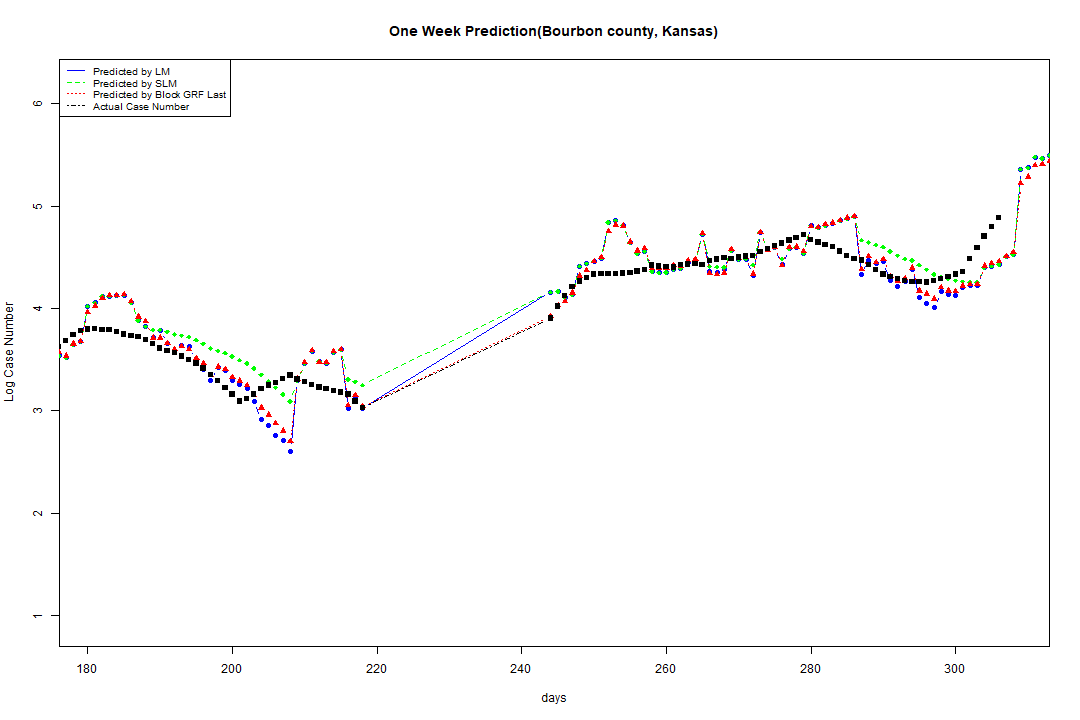 One Week Prediction(Bourbon county, Kansas)
Predicted by LM
Predicted by SLM
Predicted by Block GRF Last
Actual Case Number
6
5
4
3
2
1
Log Case Number
180 200 220 240 260 280 300
days